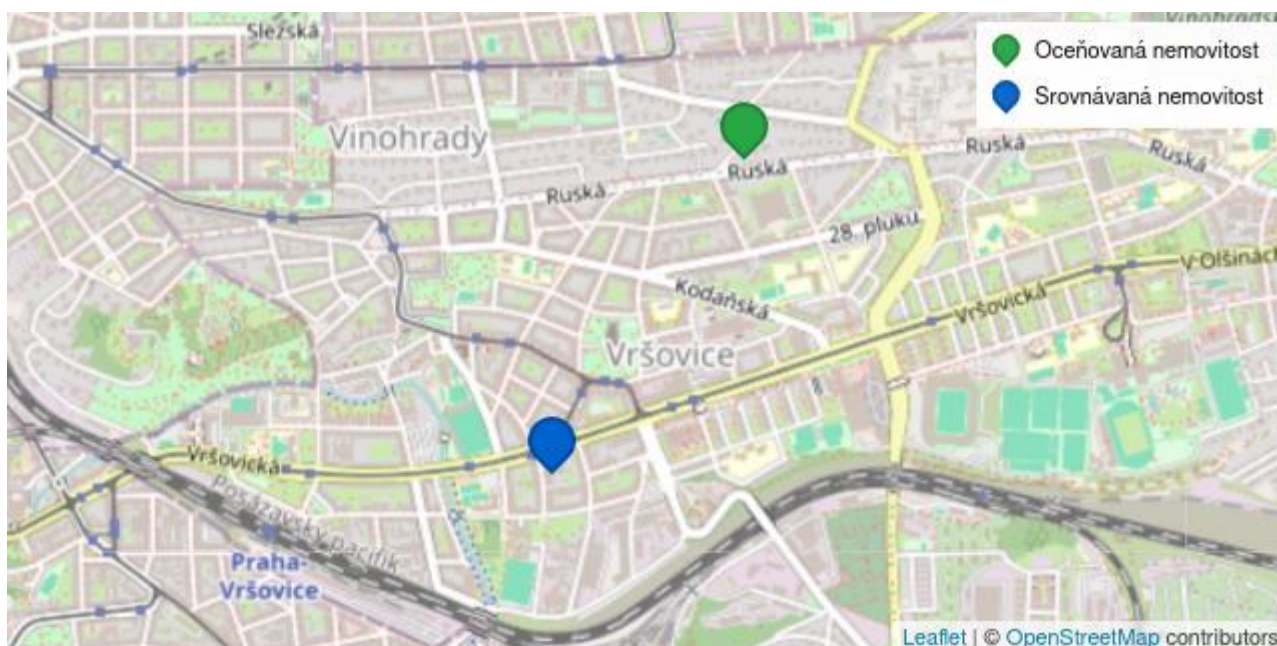 Slezská
Vinohradsk
Oceňovaná nemovitost
Srovnávaná nemovitost
Vinohrady
Ruská
Ruská
Ruská
Ruská
28. pluku
V Olšinách
Kodaňská
Vršovická
Vršovice
Vršovická
Posázavský pacifik
Praha-
Vršovice
Leaflet | © OpenStreetMap contributors